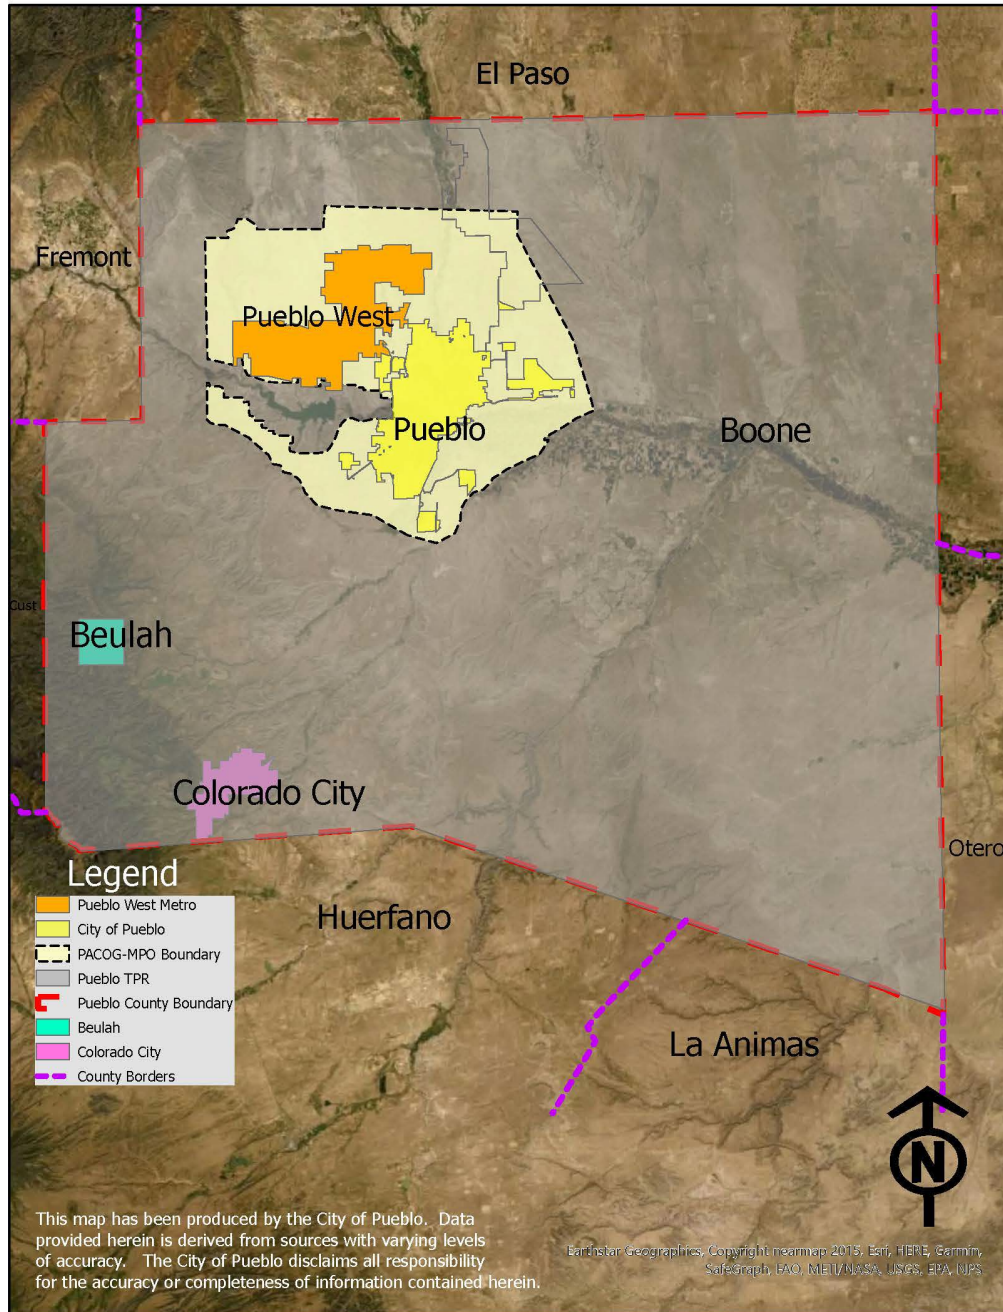 El Paso
Fremont
Pueblo West
Pueblo
Boone
Cust
Beulah
Colorado City
Otero
Legend
Pueblo West Metro
City of Pueblo
PACOG-MPO Boundary
Pueblo TPR
Pueblo County Boundary
Beulah
Colorado City
County Borders
Huerfano
La Animas
N
This map has been produced by the City of Pueblo. Data
provided herein is derived from sources with varying levels
of accuracy. The City of Pueblo disclaims all responsibility
for the accuracy or completeness of information contained herein.
Earthstar Geographics, Copyright nearmap 2015, Esri, HERE, Garmin,
SafeGraph, FAO, METI/NASA, USGS, EPA, NPS